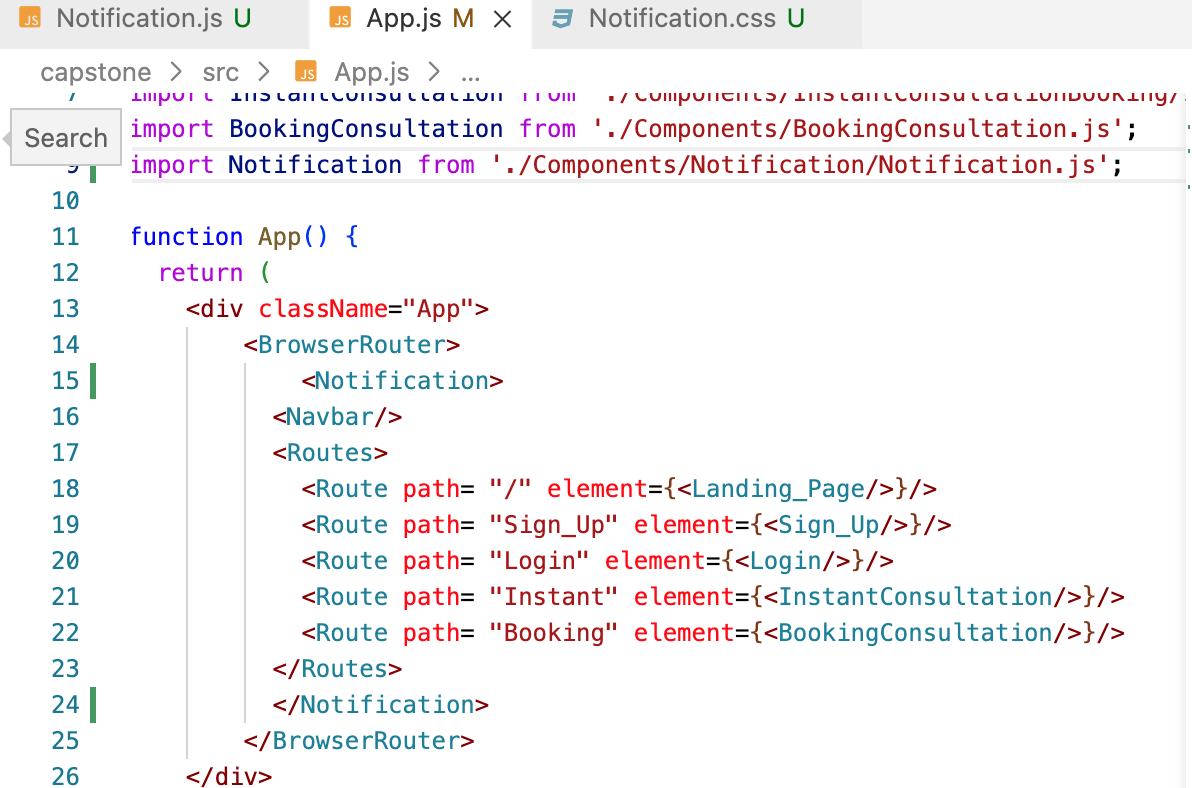 JS Notification.js U JS App.js M × Notification.css U
capstone > src > JS App.js > ...
7 import InstantConsultation from './Components/InstantConsultationBooking/
Search import BookingConsultation from './Components/BookingConsultation.js';
9 import Notification from './Components/Notification/Notification.js';
10
11 function App() {
12 return (
13 <div className="App">
14 <BrowserRouter>
15 <Notification>
16 <Navbar/>
17 <Routes>
18 <Route path= "/" element={<Landing_Page/>}/>
19 <Route path= "Sign_Up" element={<Sign_Up/>}/>
20 <Route path= "Login" element={<Login/>}/>
21 <Route path= "Instant" element={<InstantConsultation/>}/>
22 <Route path= "Booking" element={<BookingConsultation/>}/>
23 </Routes>
24 </Notification>
25 </BrowserRouter>
26 </div>